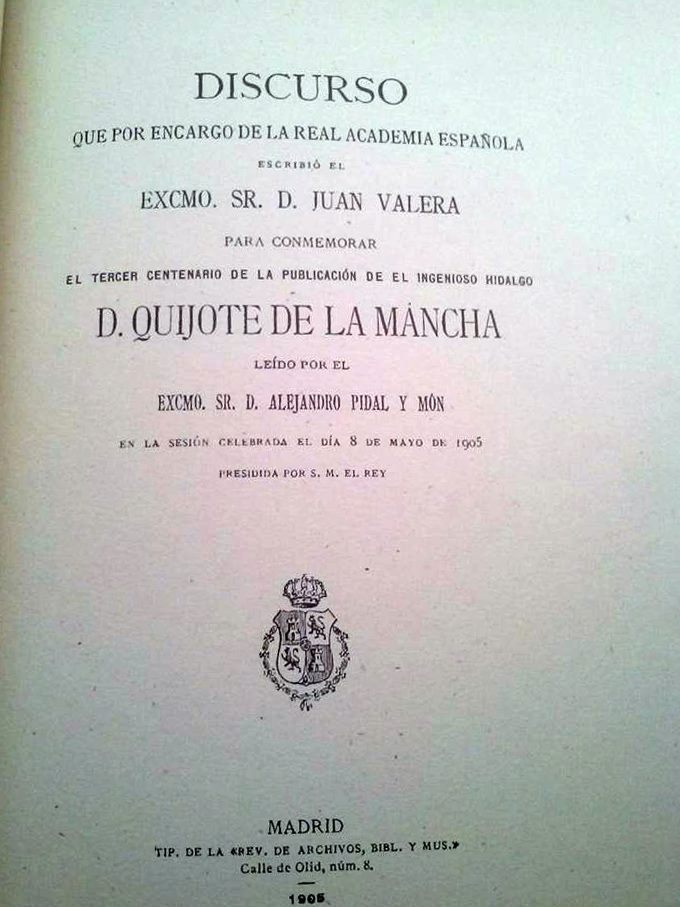 DISCURSO
QUE POR ENCARGO DE LA REAL ACADEMIA ESPAÑOLA
ESCRIBIÓ EL
EXCMO. SR. D. JUAN VALERA
PARA CONMEMORAR
EL TERCER CENTENARIO DE LA PUBLICACIÓN DE EL INGENIOSO HIDALGO
D. QUIJOTE DE LA MANCHA
LEÍDO POR EL
EXCMO. SR. D. ALEJANDRO PIDAL Y MÓN
EN LA SESIÓN CELEBRADA EL DÍA 8 DE MAYO DE 1905
PRESIDIDA POR S. M. EL REY
MADRID
TIP. DE LA «REV. DE ARCHIVOS, BIBL. Y MUS.»
Calle de Olid, núm. 8.
1905